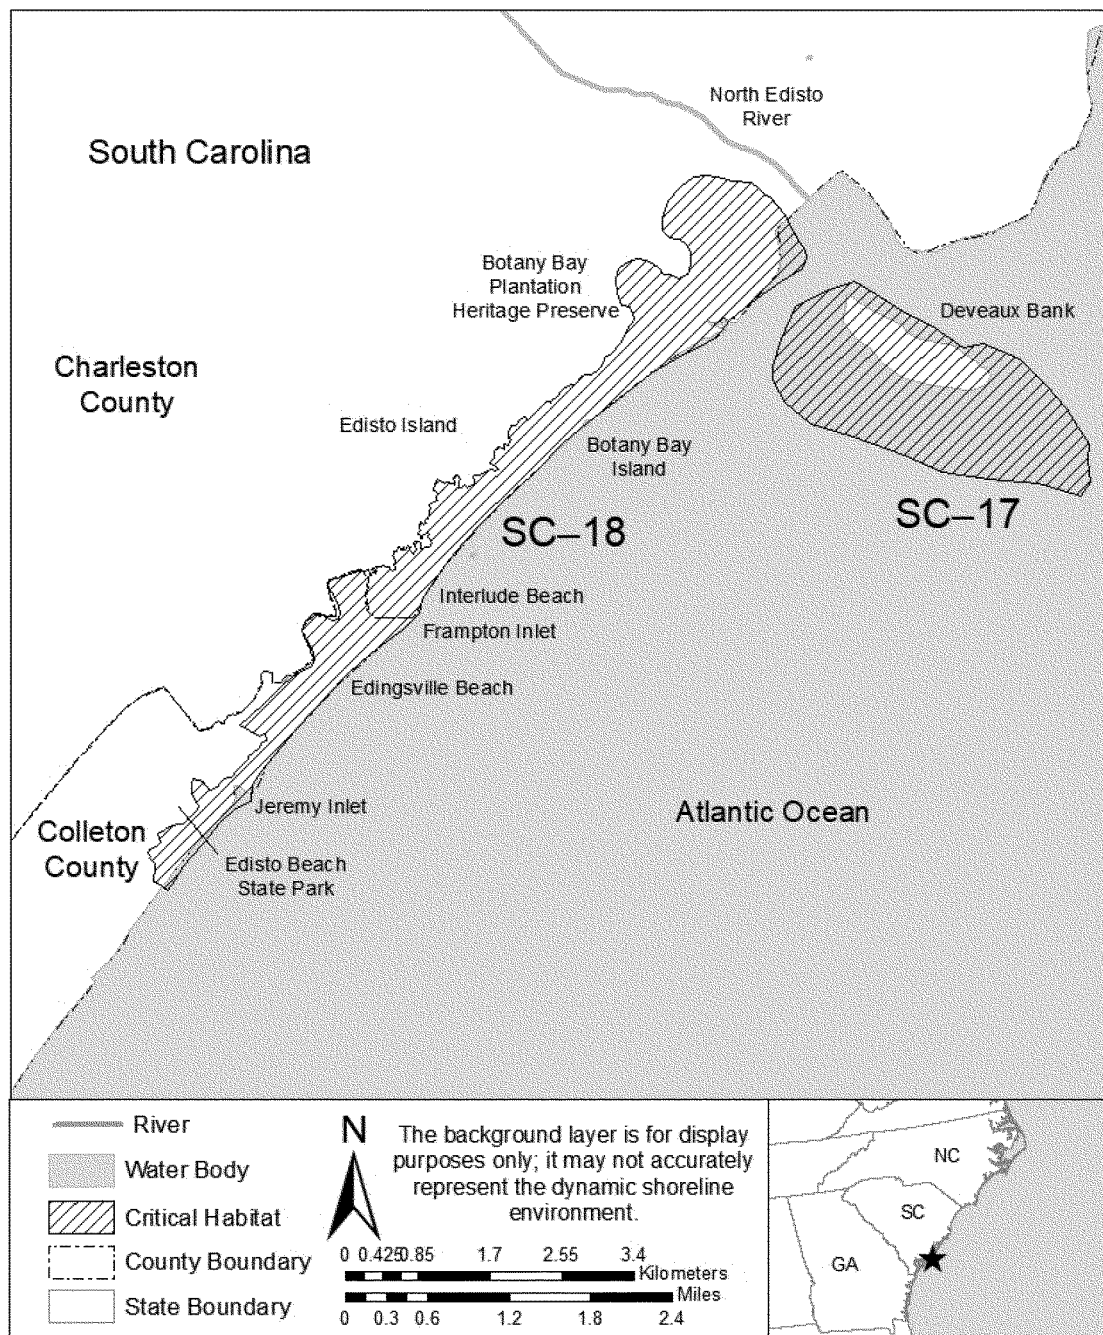 North Edisto
River
South Carolina
Botany Bay
Plantation
Heritage Preserve
Deveaux Bank
Charleston
County
Edisto Island
Botany Bay
Island
SC–17
SC–18
Interlude Beach
Frampton Inlet
Edingsville Beach
Jeremy Inlet
Atlantic Ocean
Colleton
County
Edisto Beach
State Park
River
Water Body
Critical Habitat
County Boundary
State Boundary
N
The background layer is for display
purposes only; it may not accurately
represent the dynamic shoreline
environment.
0 0.425 0.85 1.7 2.55 3.4
Kilometers
Miles
0 0.3 0.6 1.2 1.8 2.4
NC
SC
GA